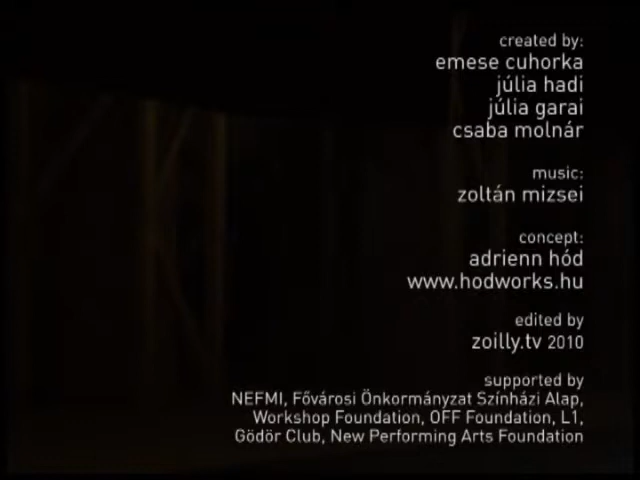 created by:
emese cuhorka
júlia hadi
júlia garai
csaba molnár
music:
zoltán mizsei
concept:
adrienn hód
www.hodworks.hu
edited by
zoilly.tv 2010
supported by
NEFMI, Fővárosi Önkormányzat Színházi Alap,
Workshop Foundation, OFF Foundation, L1,
Gödör Club, New Performing Arts Foundation